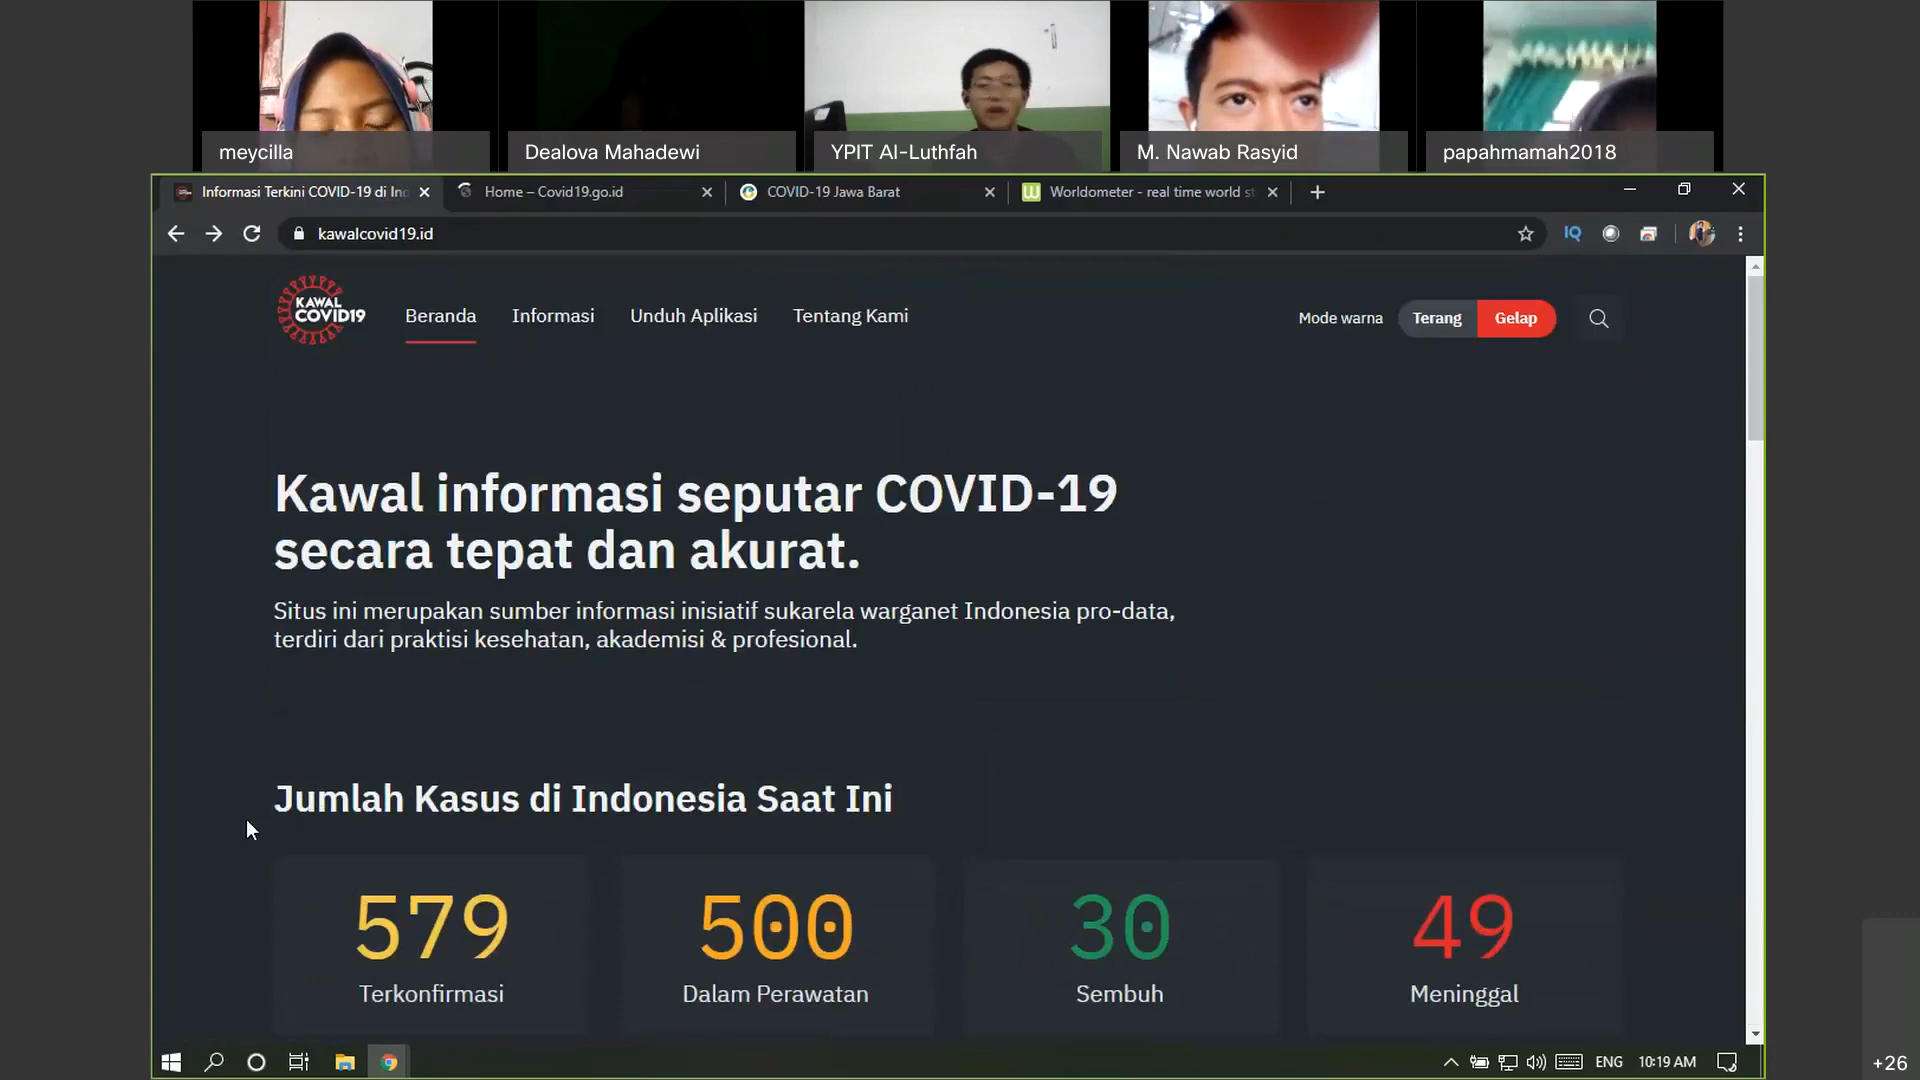 meycilla
Dealova Mahadewi
YPIT Al-Luthfah
M. Nawab Rasyid
papahmamah2018
Informasi Terkini COVID-19 di Ind
Home – Covid19.go.id
COVID-19 Jawa Barat
Worldometer - real time world st
kawalcovid19.id
IQ
KAWAL
COVID19
Beranda
Informasi
Unduh Aplikasi
Tentang Kami
Mode warna
Terang
Gelap
Kawal informasi seputar COVID-19
secara tepat dan akurat.
Situs ini merupakan sumber informasi inisiatif sukarela warganet Indonesia pro-data,
terdiri dari praktisi kesehatan, akademisi & profesional.
Jumlah Kasus di Indonesia Saat Ini
579
Terkonfirmasi
500
Dalam Perawatan
30
Sembuh
49
Meninggal
ENG
10:19 AM
+26